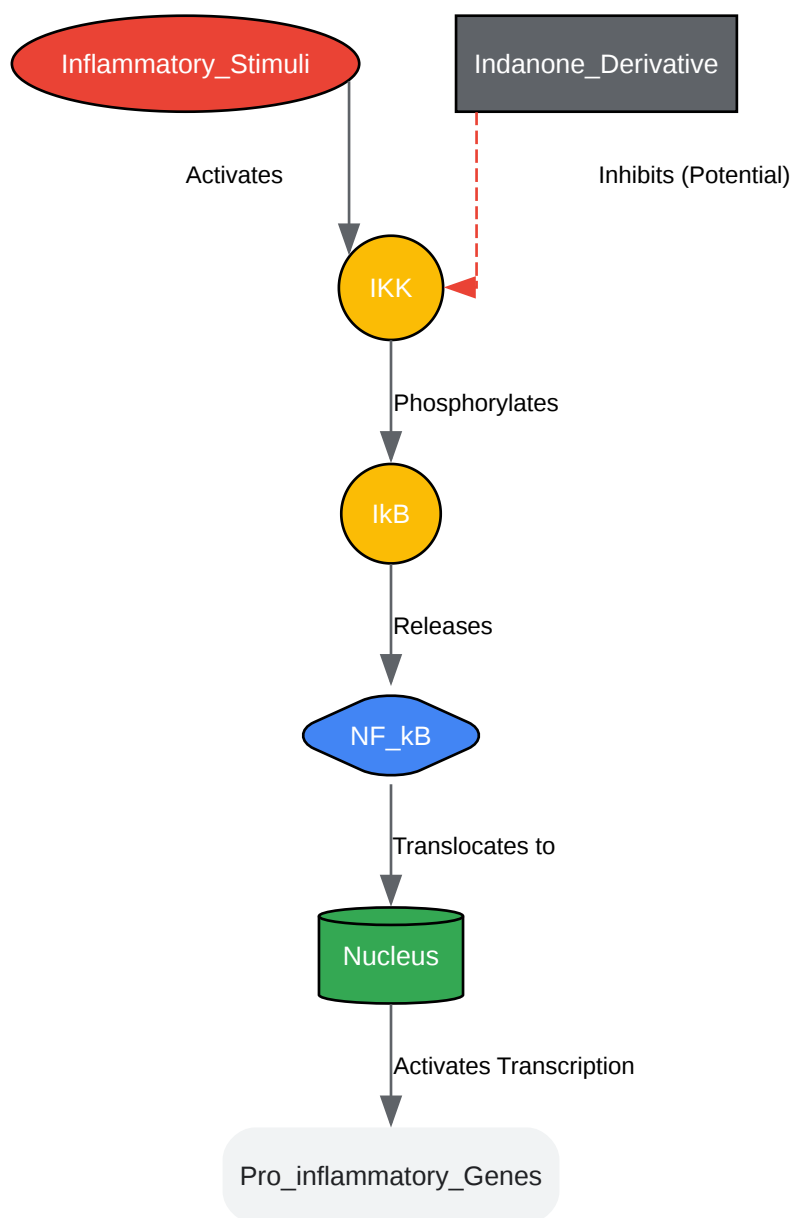 Inflammatory_Stimuli
Indanone_Derivative
Activates
Inhibits (Potential)
IKK
Phosphorylates
IkB
Releases
NF_kB
Translocates to
Nucleus
Activates Transcription
Pro_inflammatory_Genes